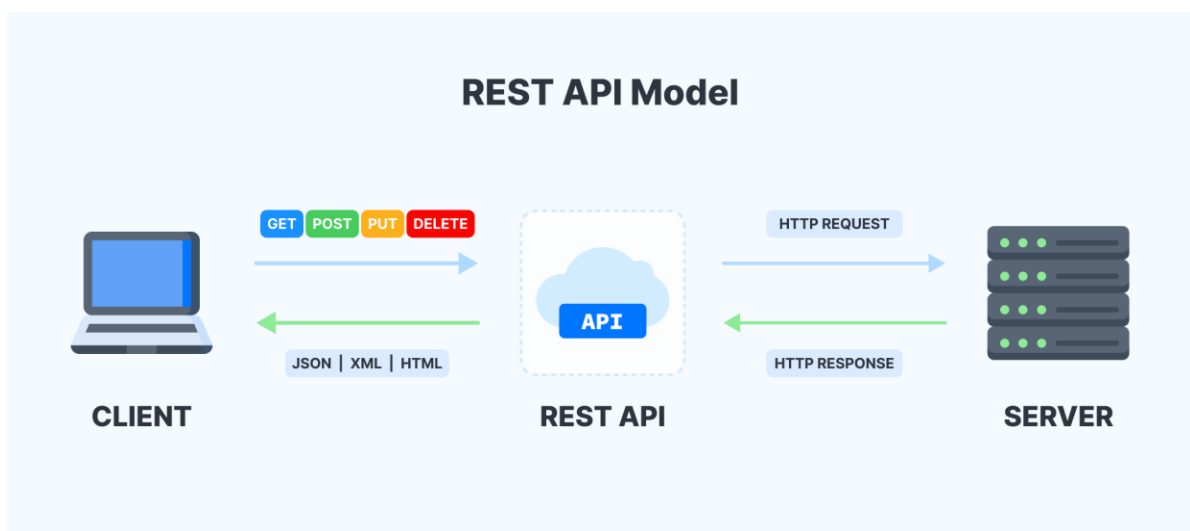 REST API Model
GET POST PUT DELETE
HTTP REQUEST
API
JSON | XML | HTML
HTTP RESPONSE
CLIENT
REST API
SERVER